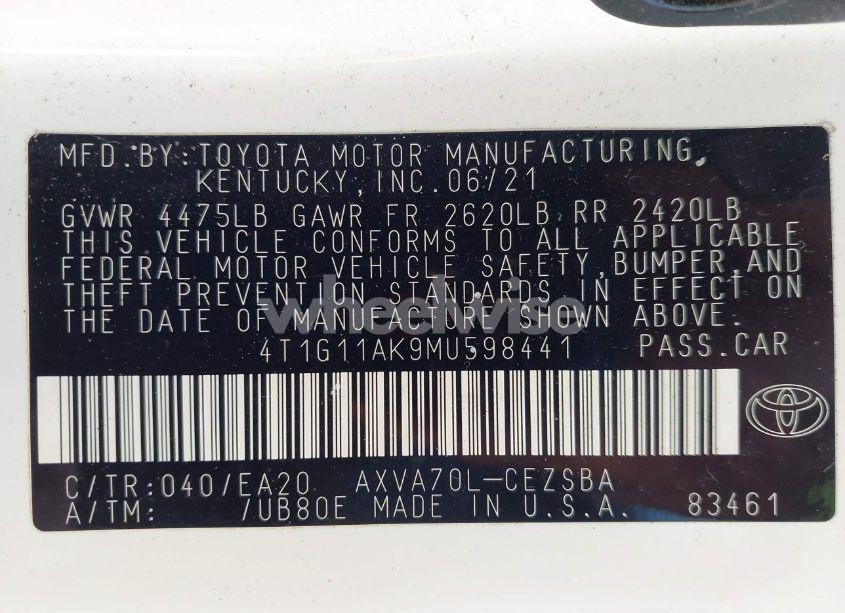 MFD.BY:TOYOTA MOTOR MANUFACTURING,
KENTUCKY,INC.06/21
GVWR 4475LB GAWR FR 2620LB RR 2420LB
THIS VEHICLE CONFORMS TO ALL APPLICABLE
FEDERAL MOTOR VEHICLE SAFETY,BUMPER,AND
THEFT PREVENTION STANDARDS IN EFFECT ON
THE DATE OF MANUFACTURE SHOWN ABOVE.
wheelwise
4T1G11AK9MU598441 PASS.CAR
C/TR:040/EA20 AXVA70L-CEZSBA
A/TM: /UB80E MADE IN U.S.A. 83461